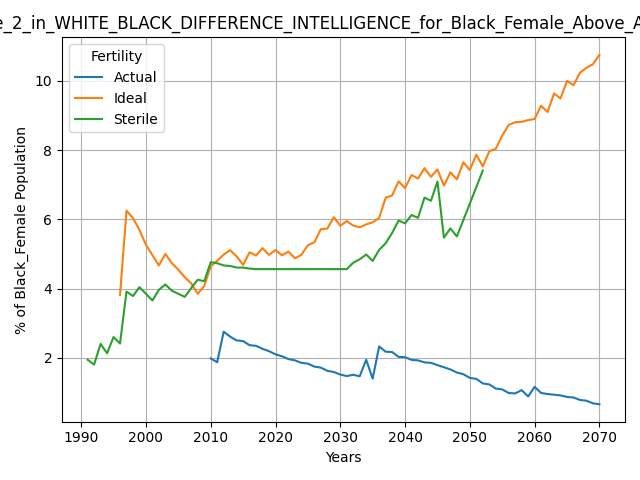 e_2_in_WHITE_BLACK_DIFFERENCE_INTELLIGENCE_for_Black_Female_Above_A
Fertility
Actual
Ideal
Sterile
% of Black_Female Population
10
8
6
4
2
1990 2000 2010 2020 2030 2040 2050 2060 2070
Years